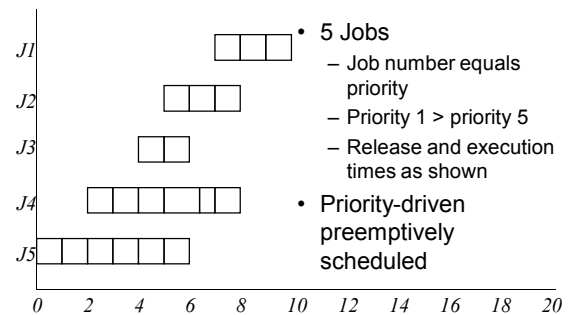 J1
J2
J3
J4
J5
0 2 4 6 8 10 12 14 16 18 20
• 5 Jobs
– Job number equals
priority
– Priority 1 > priority 5
– Release and execution
times as shown
• Priority-driven
preemptively
scheduled